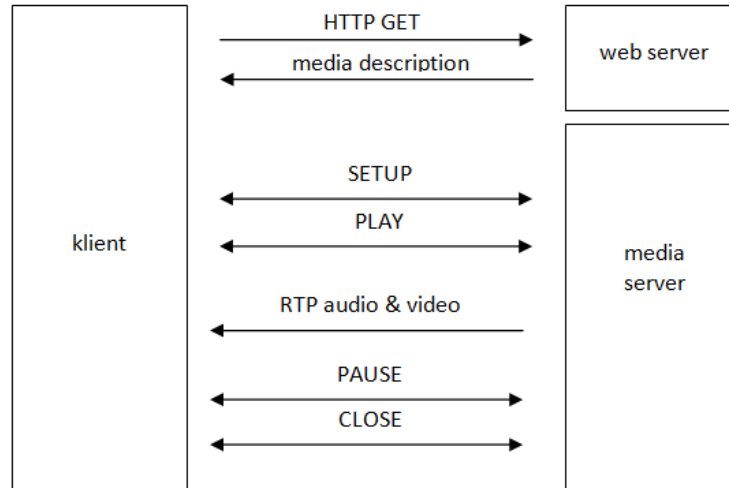 HTTP GET
media description
web server
SETUP
PLAY
klient
media
server
RTP audio & video
PAUSE
CLOSE